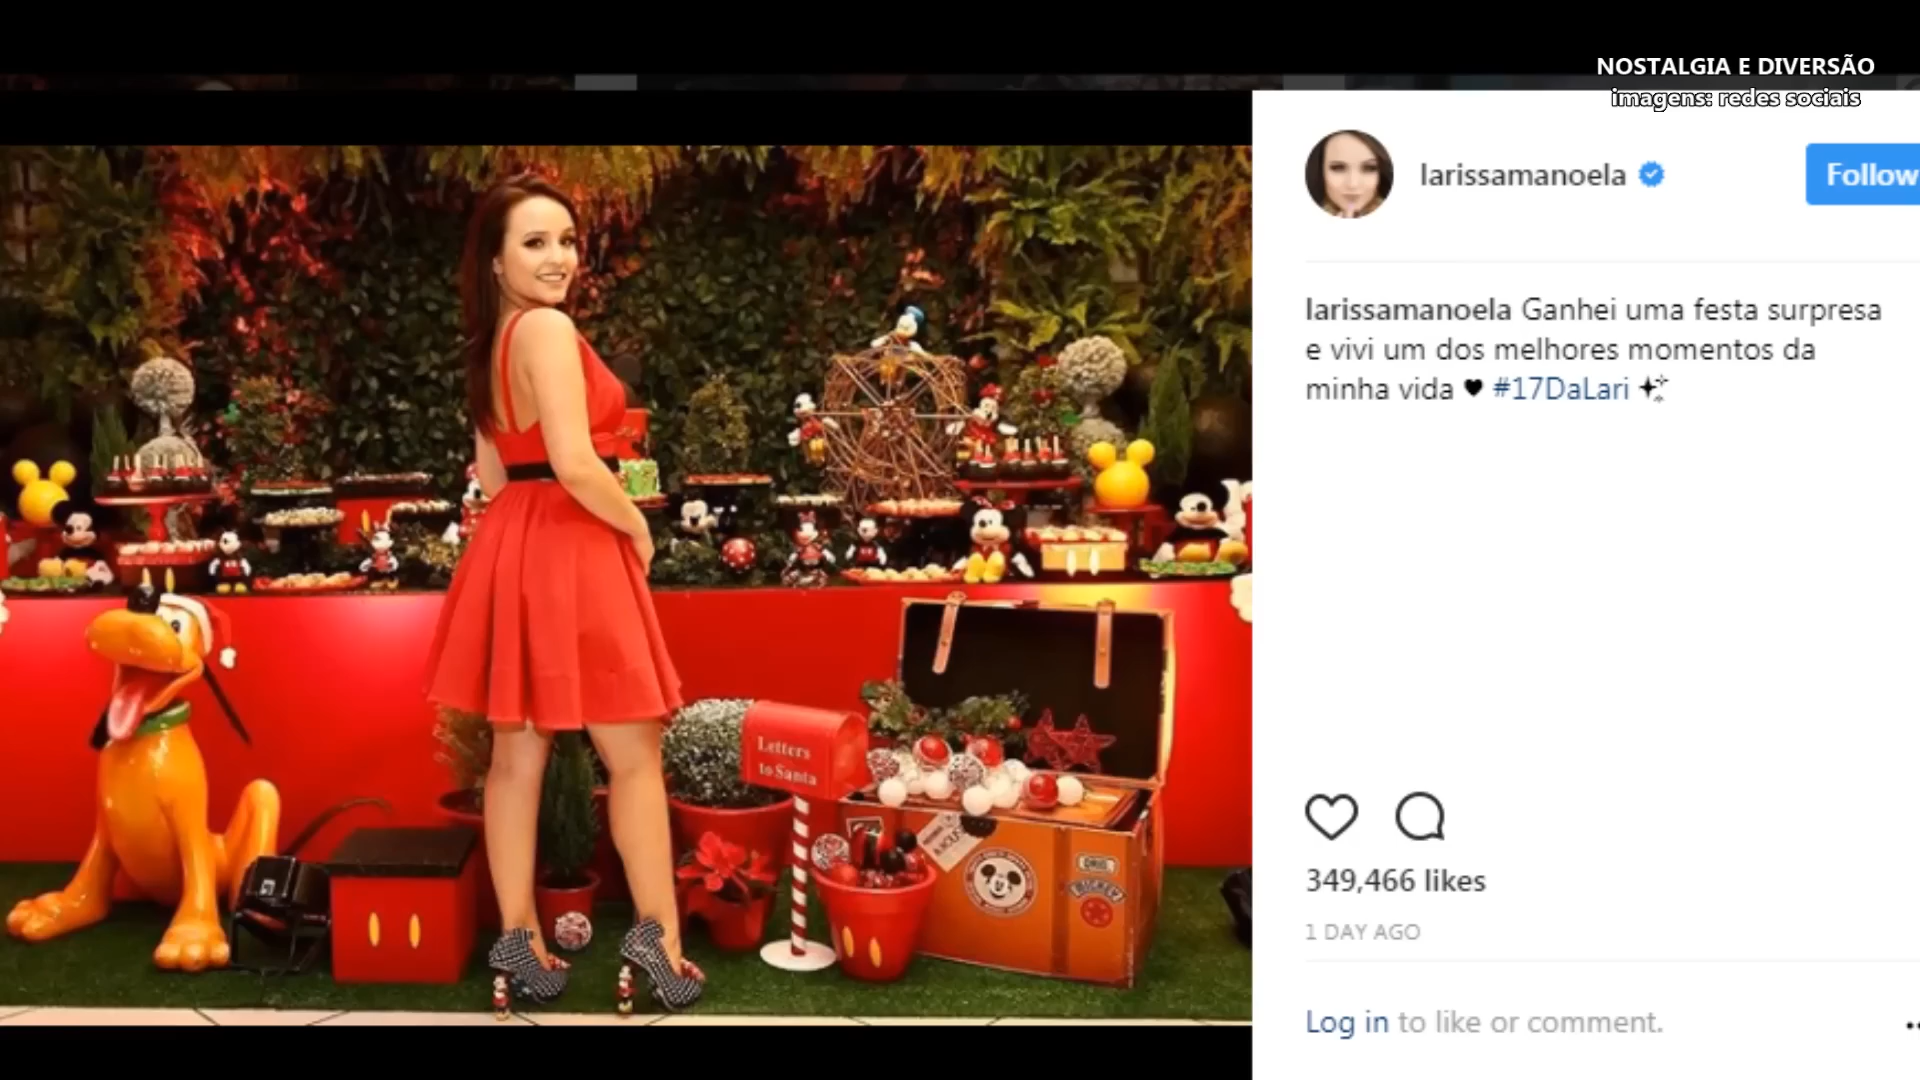 NOSTALGIA E DIVERSÃO
imagens: redes sociais
larissamanoela
Follow
larissamanoela Ganhei uma festa surpresa
e vivi um dos melhores momentos da
minha vida ♥ #17DaLari ✨
Letters
to Santa
MICKEY
349,466 likes
1 DAY AGO
Log in to like or comment.